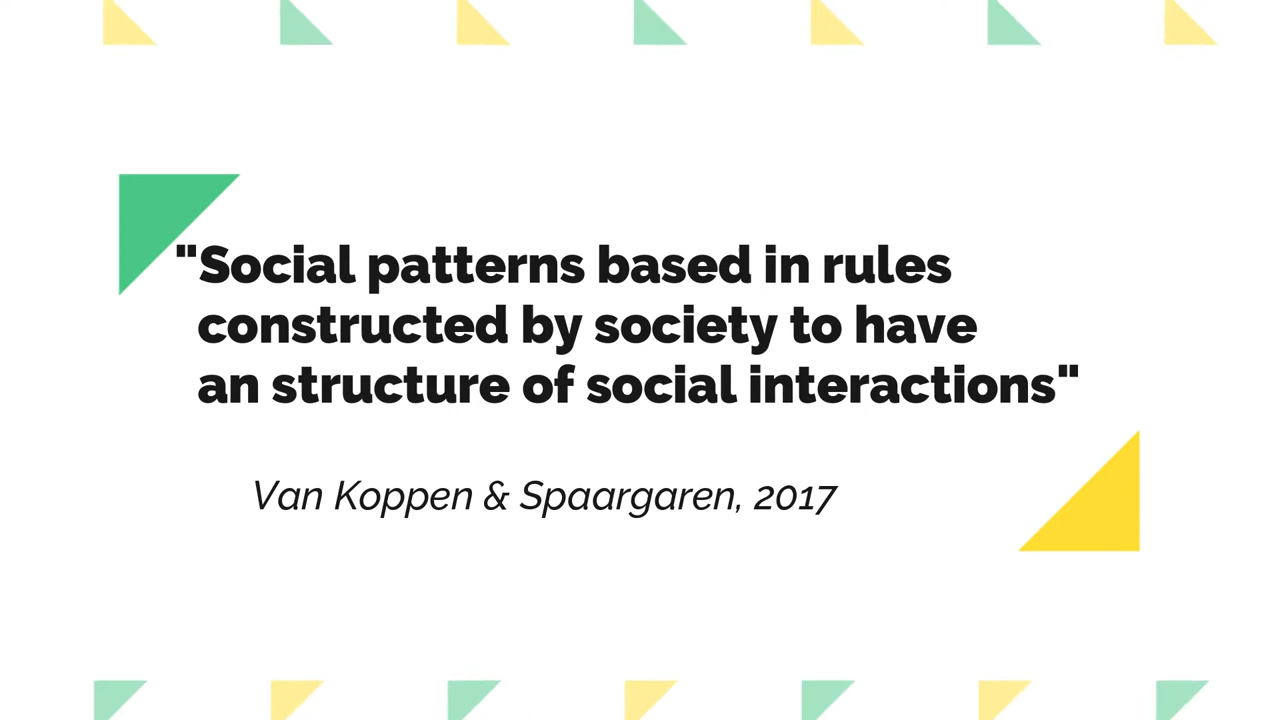 "Social patterns based in rules
constructed by society to have
an structure of social interactions"
Van Koppen & Spaargaren, 2017